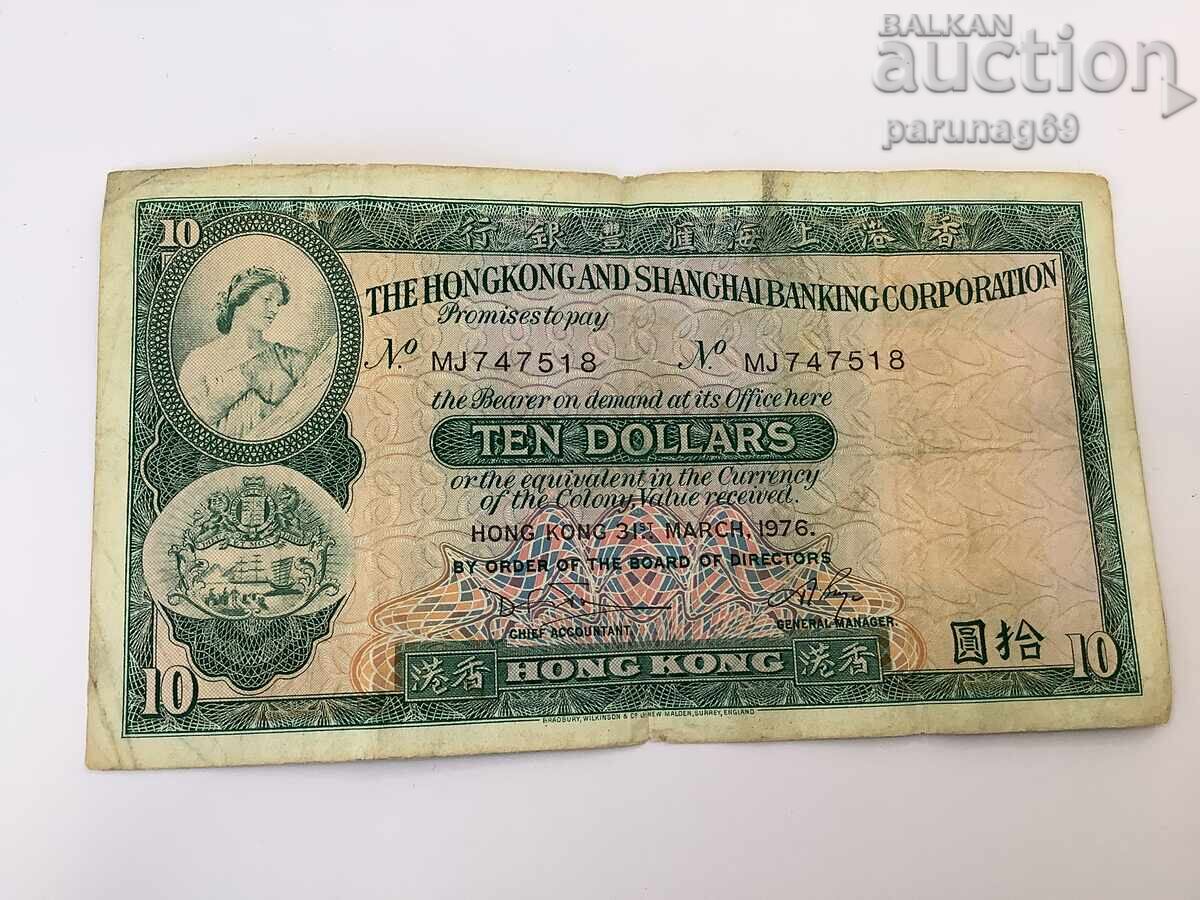 BALKAN
auction
parunag69
10
行銀豐滙海上港香
THE HONGKONG AND SHANGHAI BANKING CORPORATION
Promises to pay
No. MJ747518 No. MJ747518
the Bearer on demand at its Office here
TEN DOLLARS
or the equivalent in the Currency
of the Colony, Value received.
HONG KONG 31ST MARCH, 1976.
BY ORDER OF THE BOARD OF DIRECTORS
CHIEF ACCOUNTANT. GENERAL MANAGER.
圓拾
10 港香 HONG KONG 港香 10
BRADBURY, WILKINSON & Co. LD. NEW MALDEN, SURREY, ENGLAND.